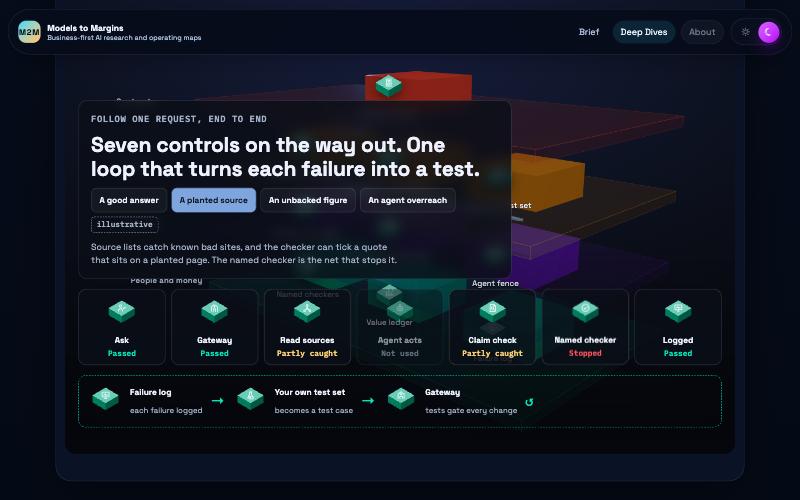 M2M
Models to Margins
Business-first AI research and operating maps
Brief
Deep Dives
About
FOLLOW ONE REQUEST, END TO END
Seven controls on the way out. One
loop that turns each failure into a test.
A good answer
A planted source
An unbacked figure
An agent overreach
illustrative
Source lists catch known bad sites, and the checker can tick a quote
that sits on a planted page. The named checker is the net that stops it.
st set
People and money
Agent fence
Named checkers
Value ledger
Ask
Passed
Gateway
Passed
Read sources
Partly caught
Agent acts
Not used
Claim check
Partly caught
Named checker
Stopped
Logged
Passed
Failure log
each failure logged
→
Your own test set
becomes a test case
→
Gateway
tests gate every change
↺